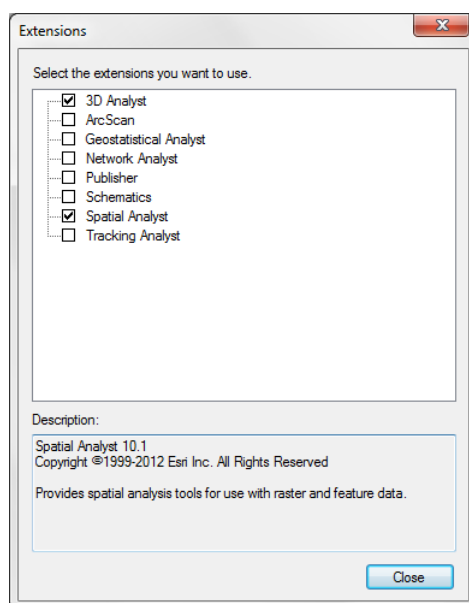 Extensions
Select the extensions you want to use.
3D Analyst
ArcScan
Geostatistical Analyst
Network Analyst
Publisher
Schematics
Spatial Analyst
Tracking Analyst
Description:
Spatial Analyst 10.1
Copyright ©1999-2012 Esri Inc. All Rights Reserved
Provides spatial analysis tools for use with raster and feature data.
Close